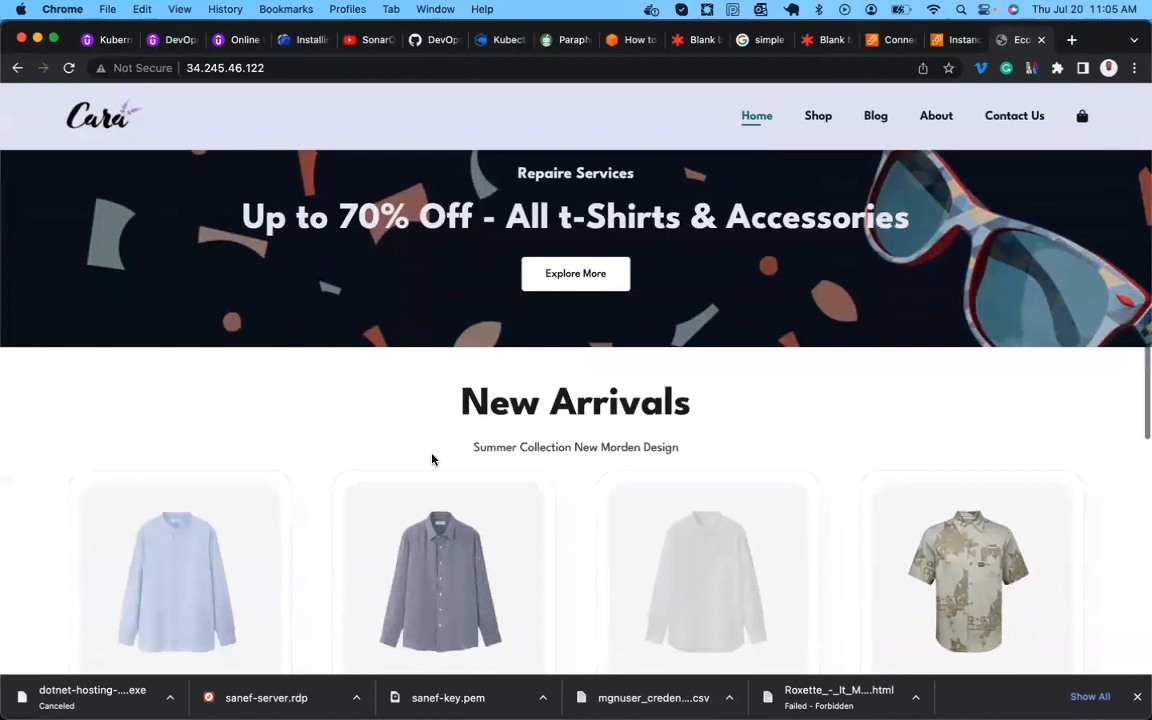 Chrome File Edit View History Bookmarks Profiles Tab Window Help Thu Jul 20 11:05 AM
Kubern DevOp Online Installin SonarQ DevOp Kubect Paraph How to Blank b simple Blank b Connec Instanc Eco
Not Secure 34.245.46.122
Cara Home Shop Blog About Contact Us
Repaire Services
Up to 70% Off - All t-Shirts & Accessories
Explore More
New Arrivals
Summer Collection New Morden Design
dotnet-hosting-....exe
Canceled
sanef-server.rdp
sanef-key.pem
mgnuser_creden....csv
Roxette_-_It_M....html
Failed - Forbidden
Show All